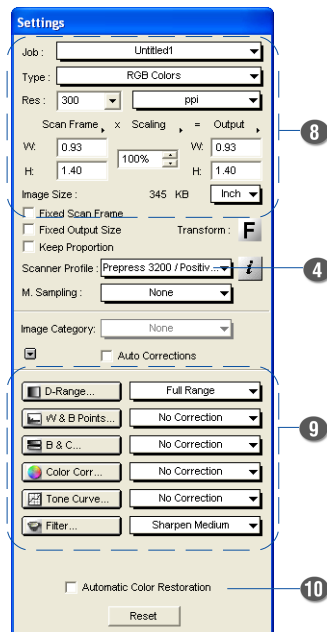 Settings
Job : Untitled1
Type : RGB Colors
Res : 300 ppi
Scan Frame x Scaling = Output
W: 0.93 100% W: 0.93
H: 1.40 H: 1.40
8
Image Size : 345 KB Inch
Fixed Scan Frame
Fixed Output Size Transform : F
Keep Proportion
Scanner Profile : Prepress 3200 / Positiv... i
4
M. Sampling : None
Image Category: None
Auto Corrections
D-Range... Full Range
W & B Points... No Correction
B & C... No Correction
9
Color Corr... No Correction
Tone Curve... No Correction
Filter... Sharpen Medium
Automatic Color Restoration
10
Reset